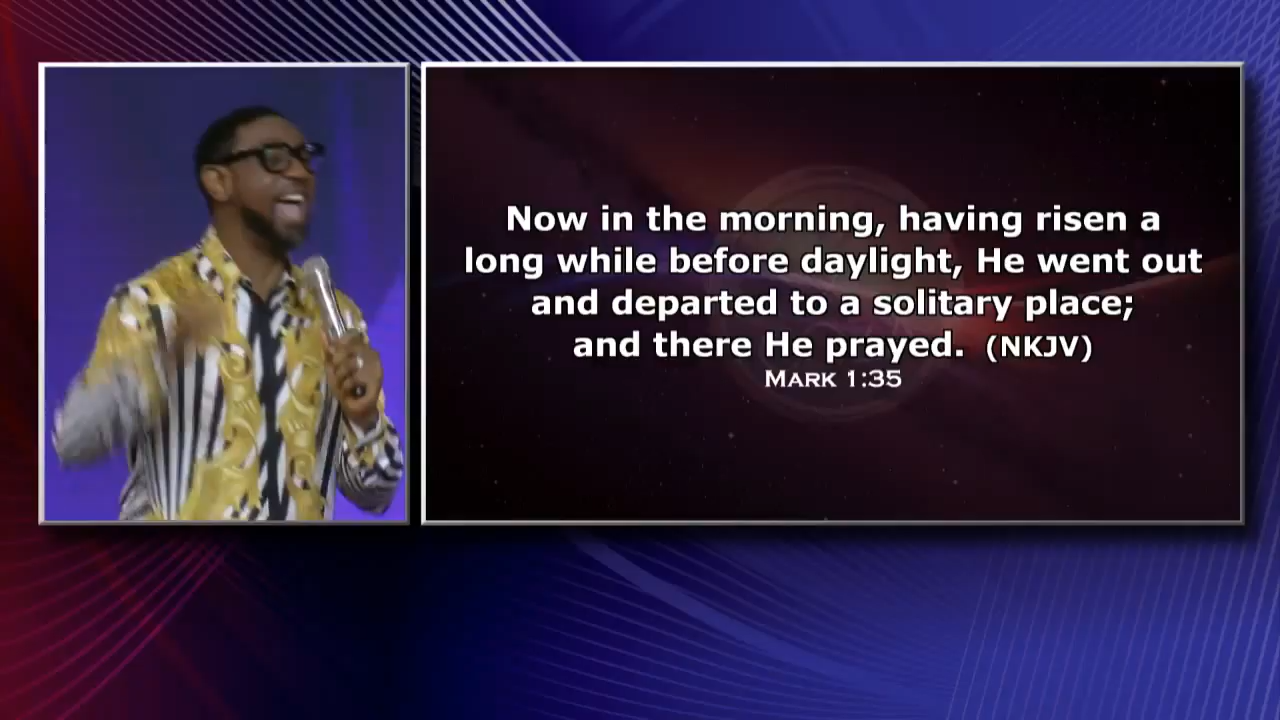 Now in the morning, having risen a
long while before daylight, He went out
and departed to a solitary place;
and there He prayed. (NKJV)
Mark 1:35